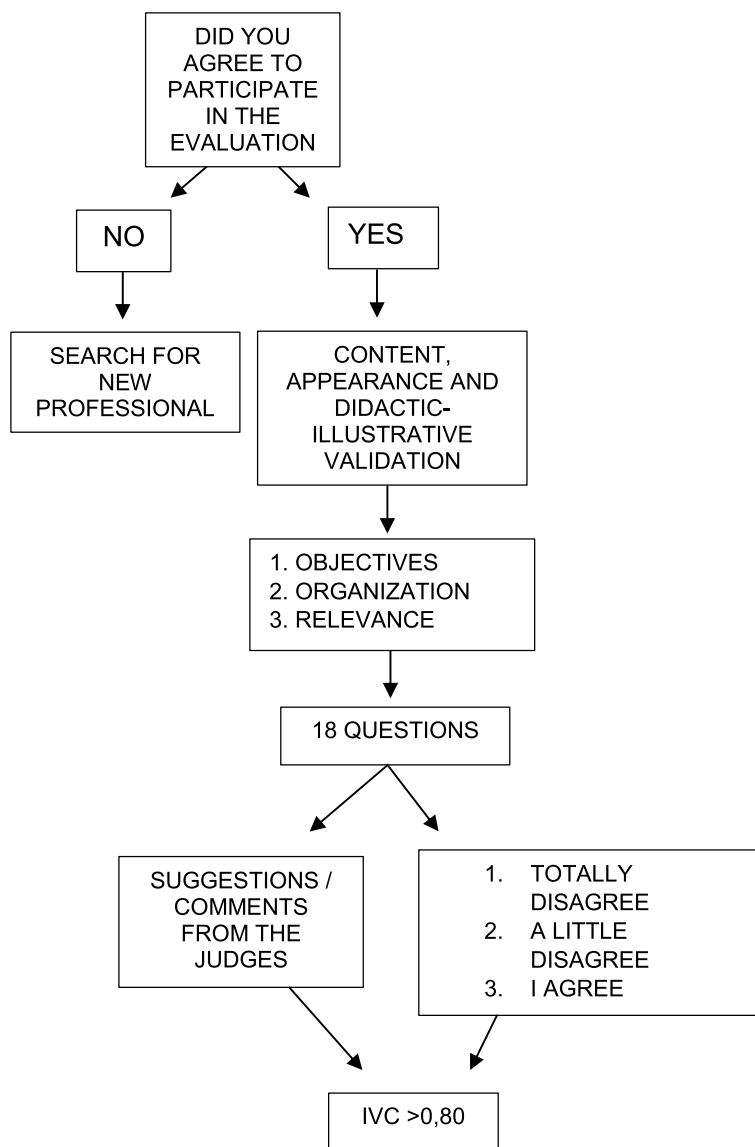 DID YOU
AGREE TO
PARTICIPATE
IN THE
EVALUATION
NO
YES
SEARCH FOR
NEW
PROFESSIONAL
CONTENT,
APPEARANCE AND
DIDACTIC-
ILLUSTRATIVE
VALIDATION
1. OBJECTIVES
2. ORGANIZATION
3. RELEVANCE
18 QUESTIONS
SUGGESTIONS /
COMMENTS
FROM THE
JUDGES
1. TOTALLY
DISAGREE
2. A LITTLE
DISAGREE
3. I AGREE
IVC >0,80